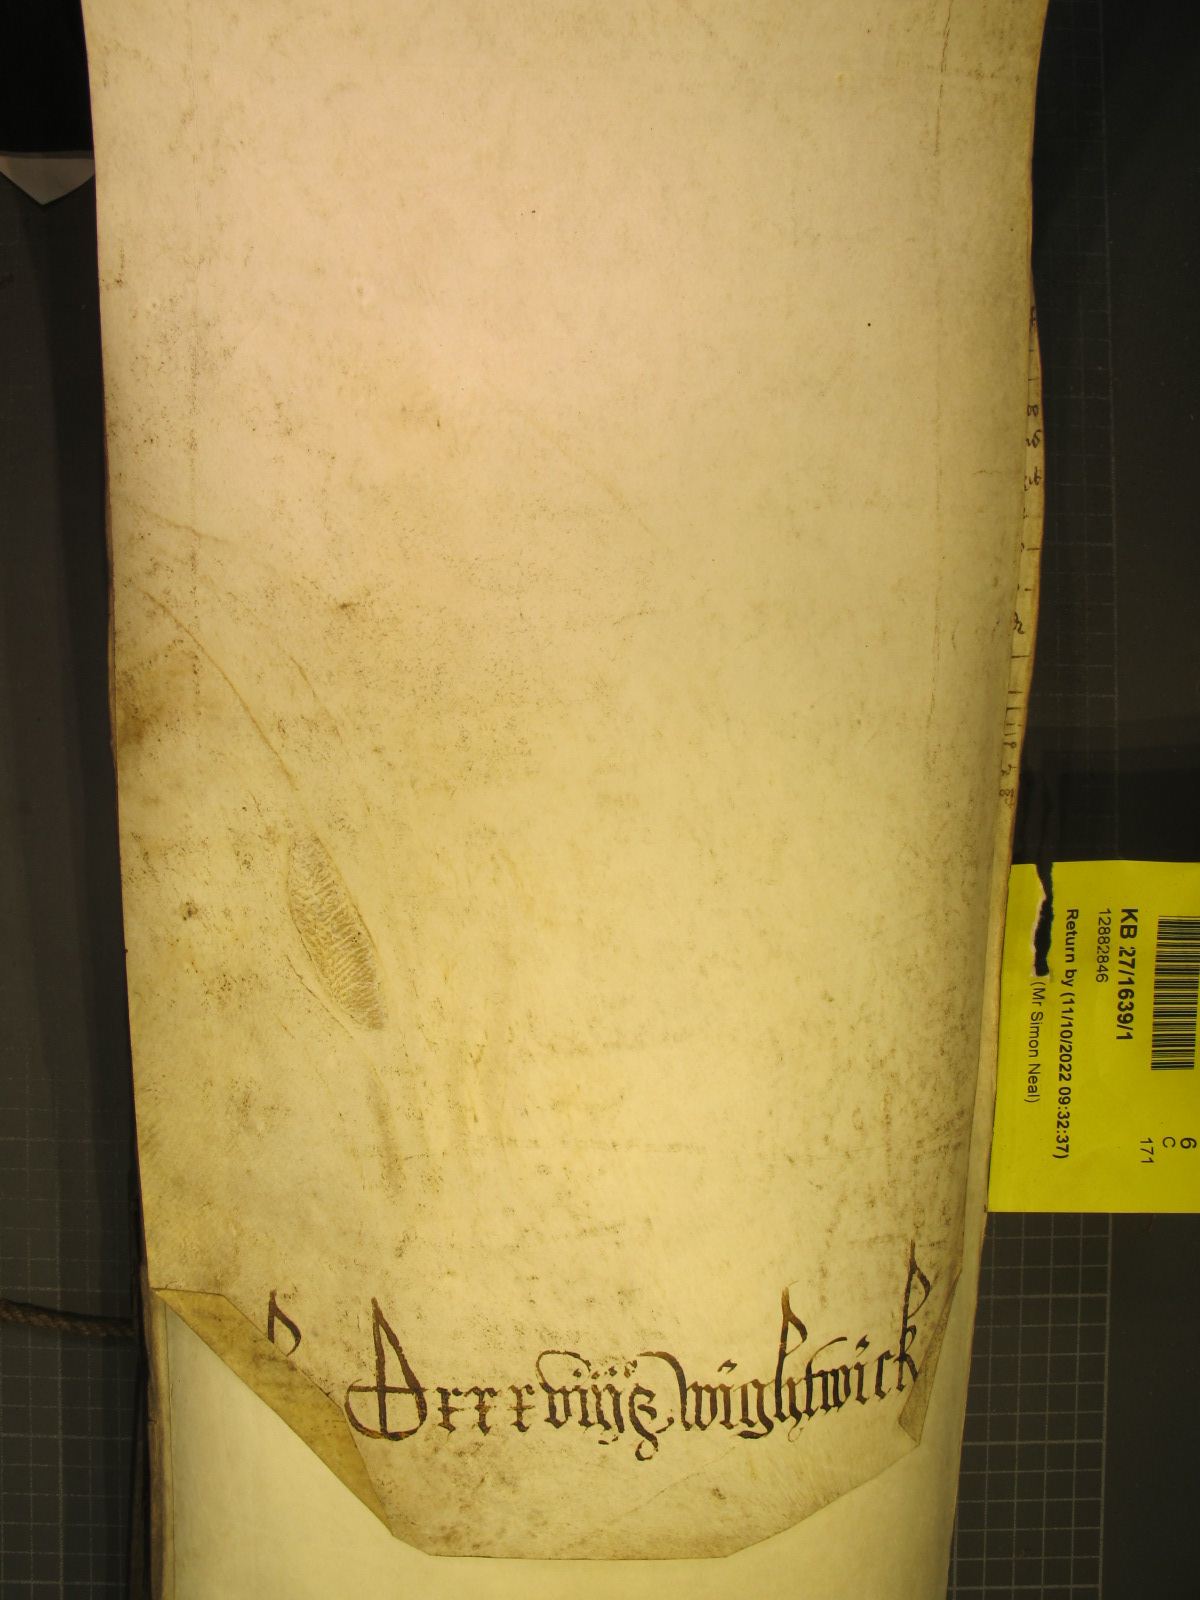 KB 27/1639/1
12882846
Return by (11/10/2022 09:32:37)
(Mr Simon Neal)
6
C
171
xxxviij wightwick